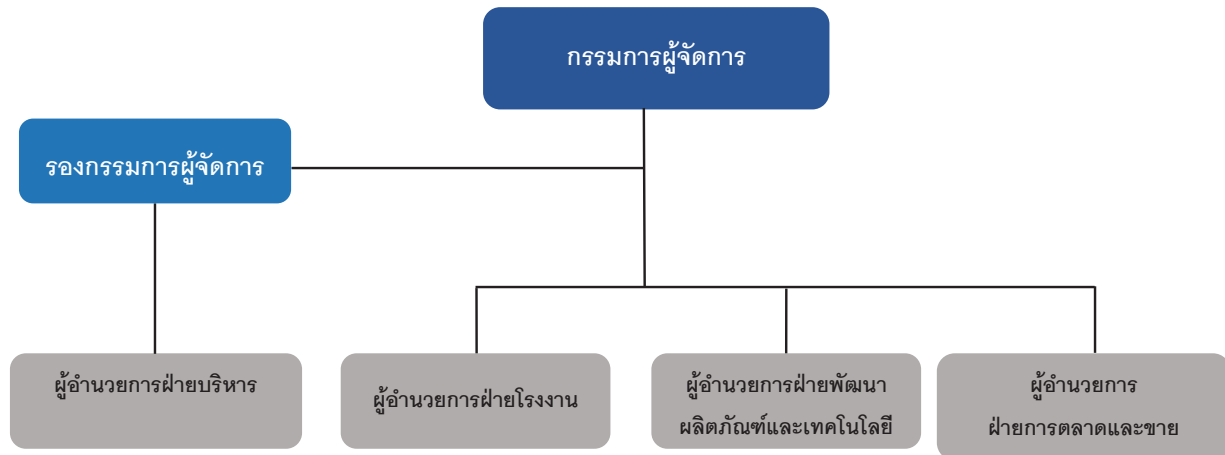 กรรมการผู้จัดการ
รองกรรมการผู้จัดการ
ผู้อำนวยการฝ่ายบริหาร
ผู้อำนวยการฝ่ายโรงงาน
ผู้อำนวยการฝ่ายพัฒนา
ผลิตภัณฑ์และเทคโนโลยี
ผู้อำนวยการ
ฝ่ายการตลาดและขาย